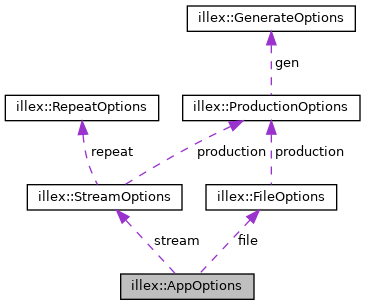 illex::GenerateOptions
gen
illex::RepeatOptions
illex::ProductionOptions
repeat
production
production
illex::StreamOptions
illex::FileOptions
stream
file
illex::AppOptions